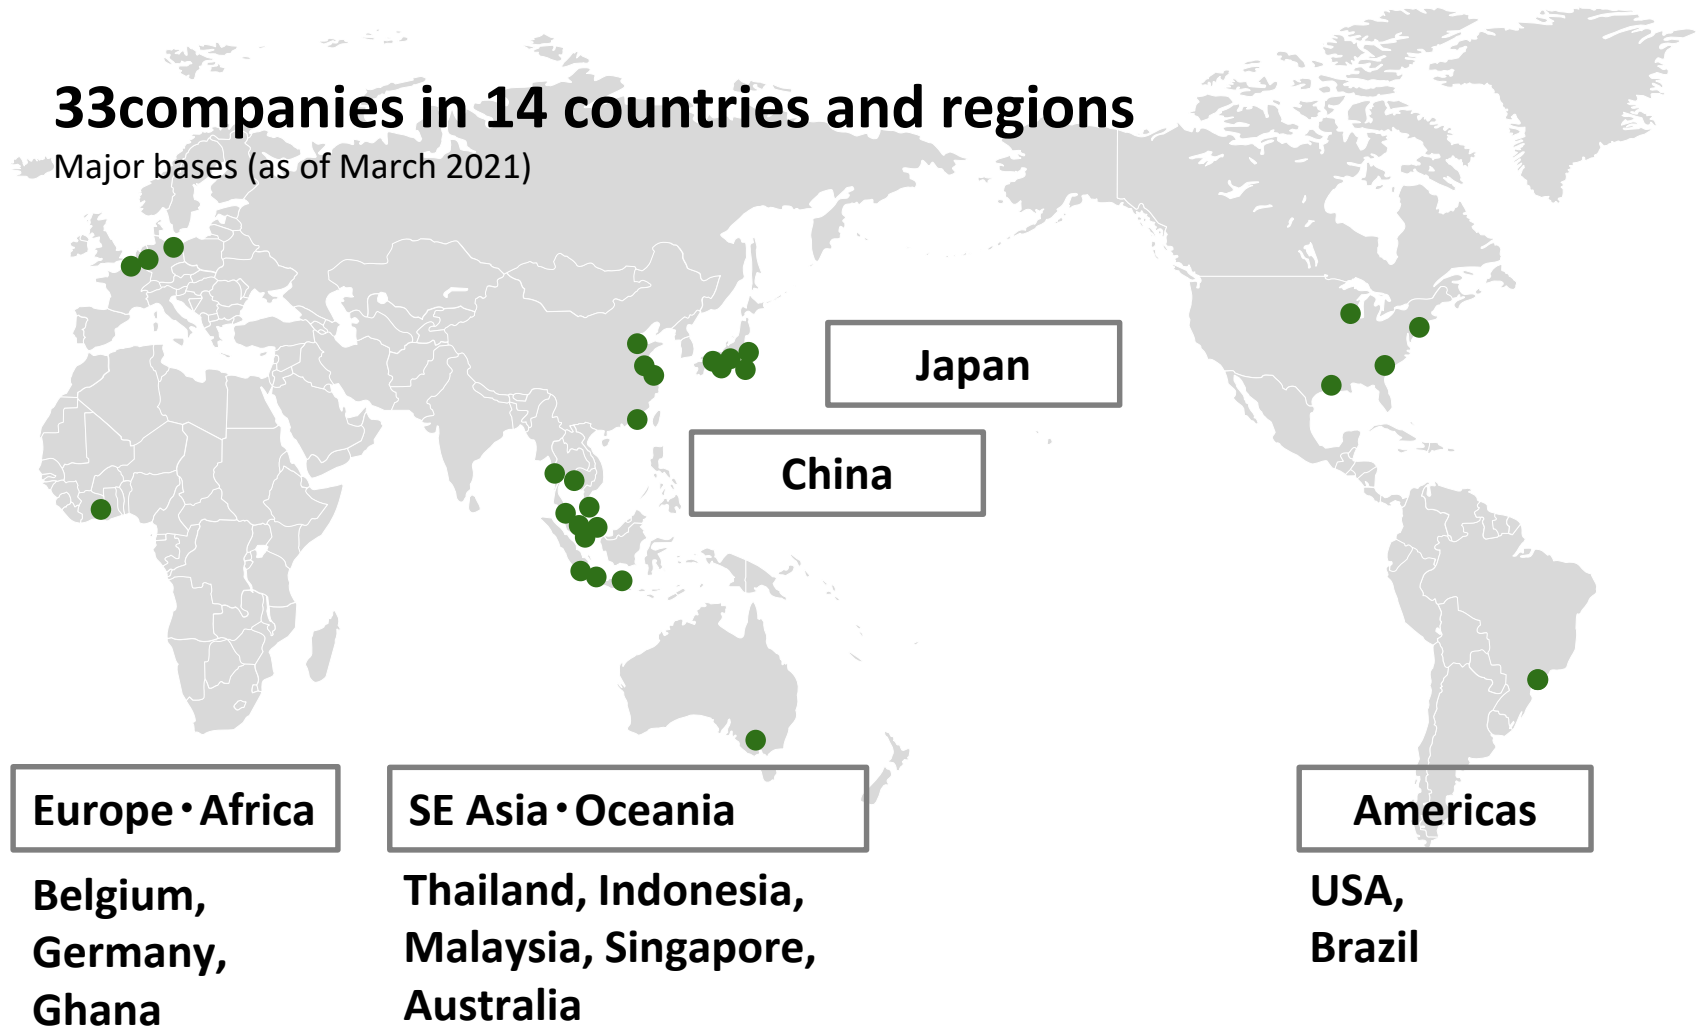 33companies in 14 countries and regions
Major bases (as of March 2021)
Japan
China
Europe・Africa
Belgium,
Germany,
Ghana
SE Asia・Oceania
Thailand, Indonesia,
Malaysia, Singapore,
Australia
Americas
USA,
Brazil